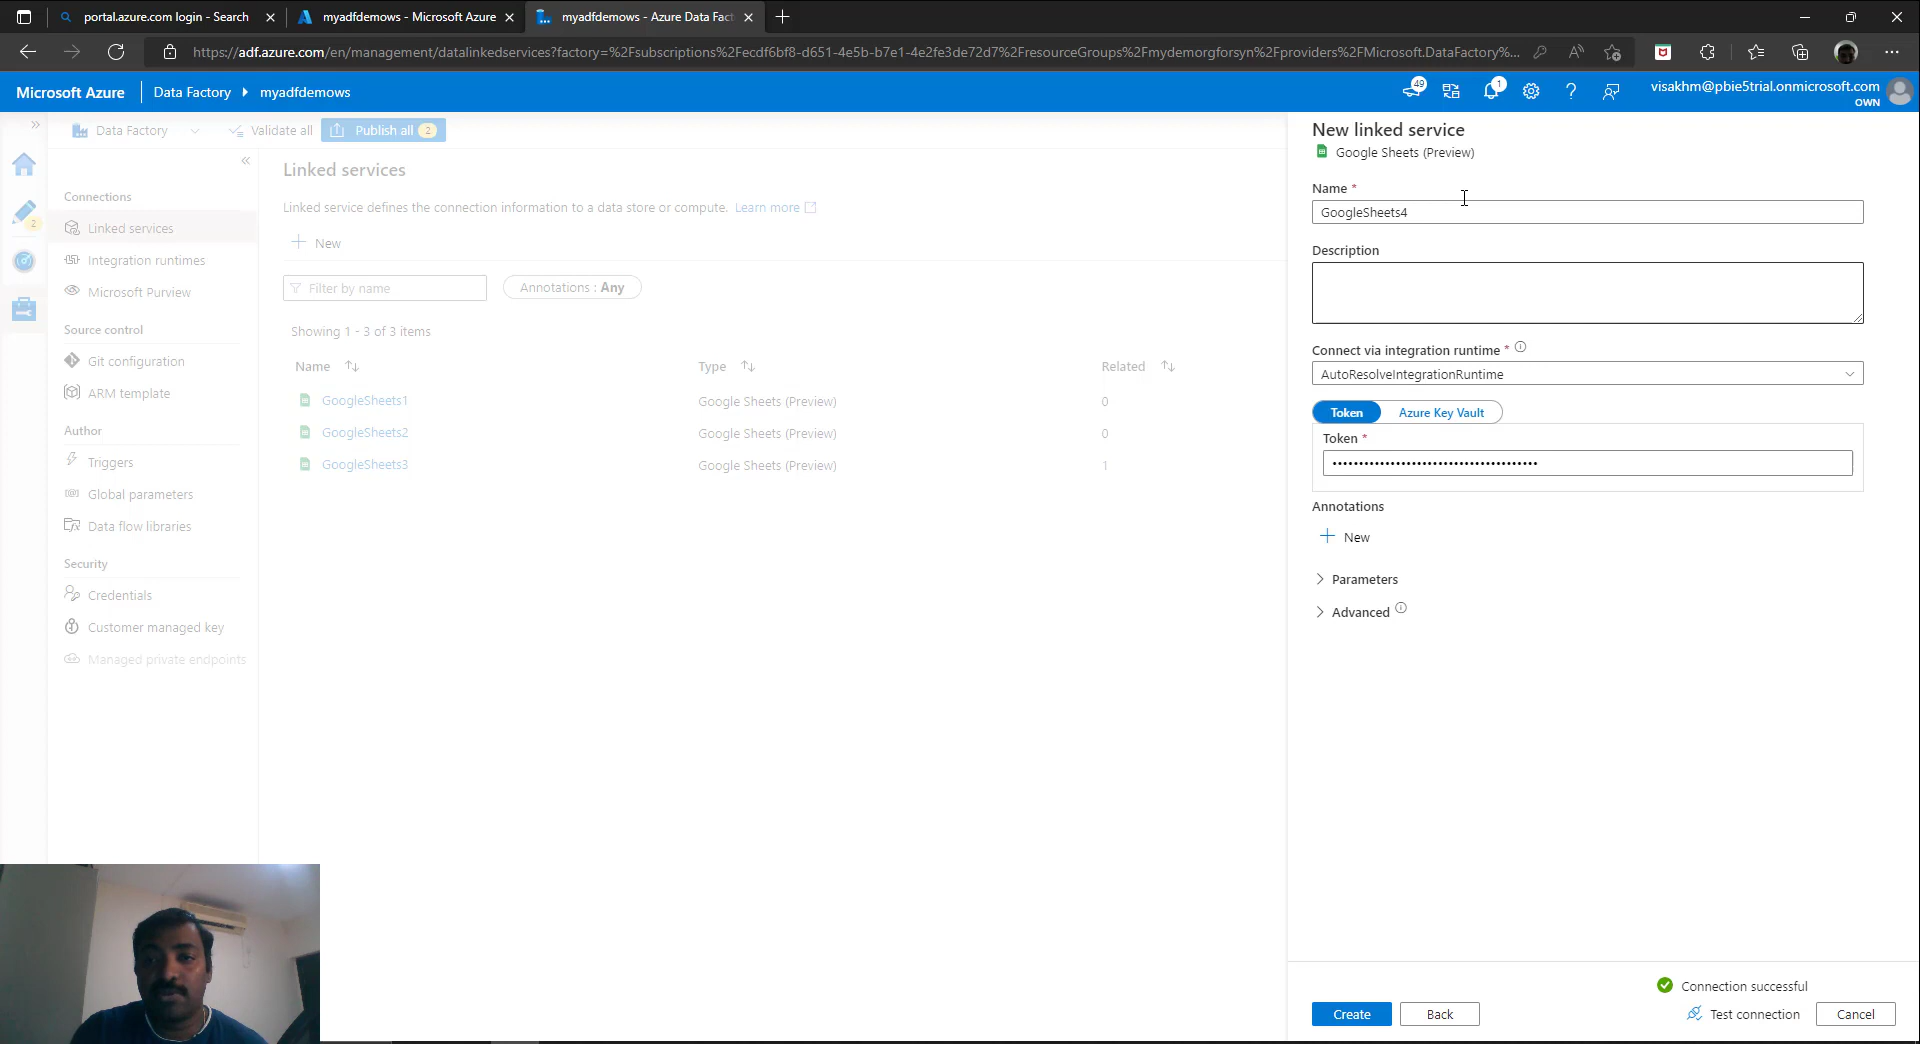 portal.azure.com login - Search
myadfdemows - Microsoft Azure
myadfdemows - Azure Data Fact
https://adf.azure.com/en/management/datalinkedservices?factory=%2Fsubscriptions%2Fecdf6bf8-d651-4e5b-b7e1-4e2fe3de72d7%2FresourceGroups%2Fmydemorgforsyn%2Fproviders%2FMicrosoft.DataFactory%...
Microsoft Azure
Data Factory
myadfdemows
49
1
visakhm@pbie5trial.onmicrosoft.com
OWN
Data Factory
Validate all
Publish all
2
2
Connections
Linked services
Integration runtimes
Microsoft Purview
Source control
Git configuration
ARM template
Author
Triggers
Global parameters
Data flow libraries
Security
Credentials
Customer managed key
Managed private endpoints
Linked services
Linked service defines the connection information to a data store or compute. Learn more
New
Filter by name
Annotations : Any
Showing 1 - 3 of 3 items
Name Type Related
GoogleSheets1 Google Sheets (Preview) 0
GoogleSheets2 Google Sheets (Preview) 0
GoogleSheets3 Google Sheets (Preview) 1
New linked service
Google Sheets (Preview)
Name *
GoogleSheets4
Description
Connect via integration runtime *
AutoResolveIntegrationRuntime
Token
Azure Key Vault
Token *
Annotations
New
Parameters
Advanced
Connection successful
Create
Back
Test connection
Cancel